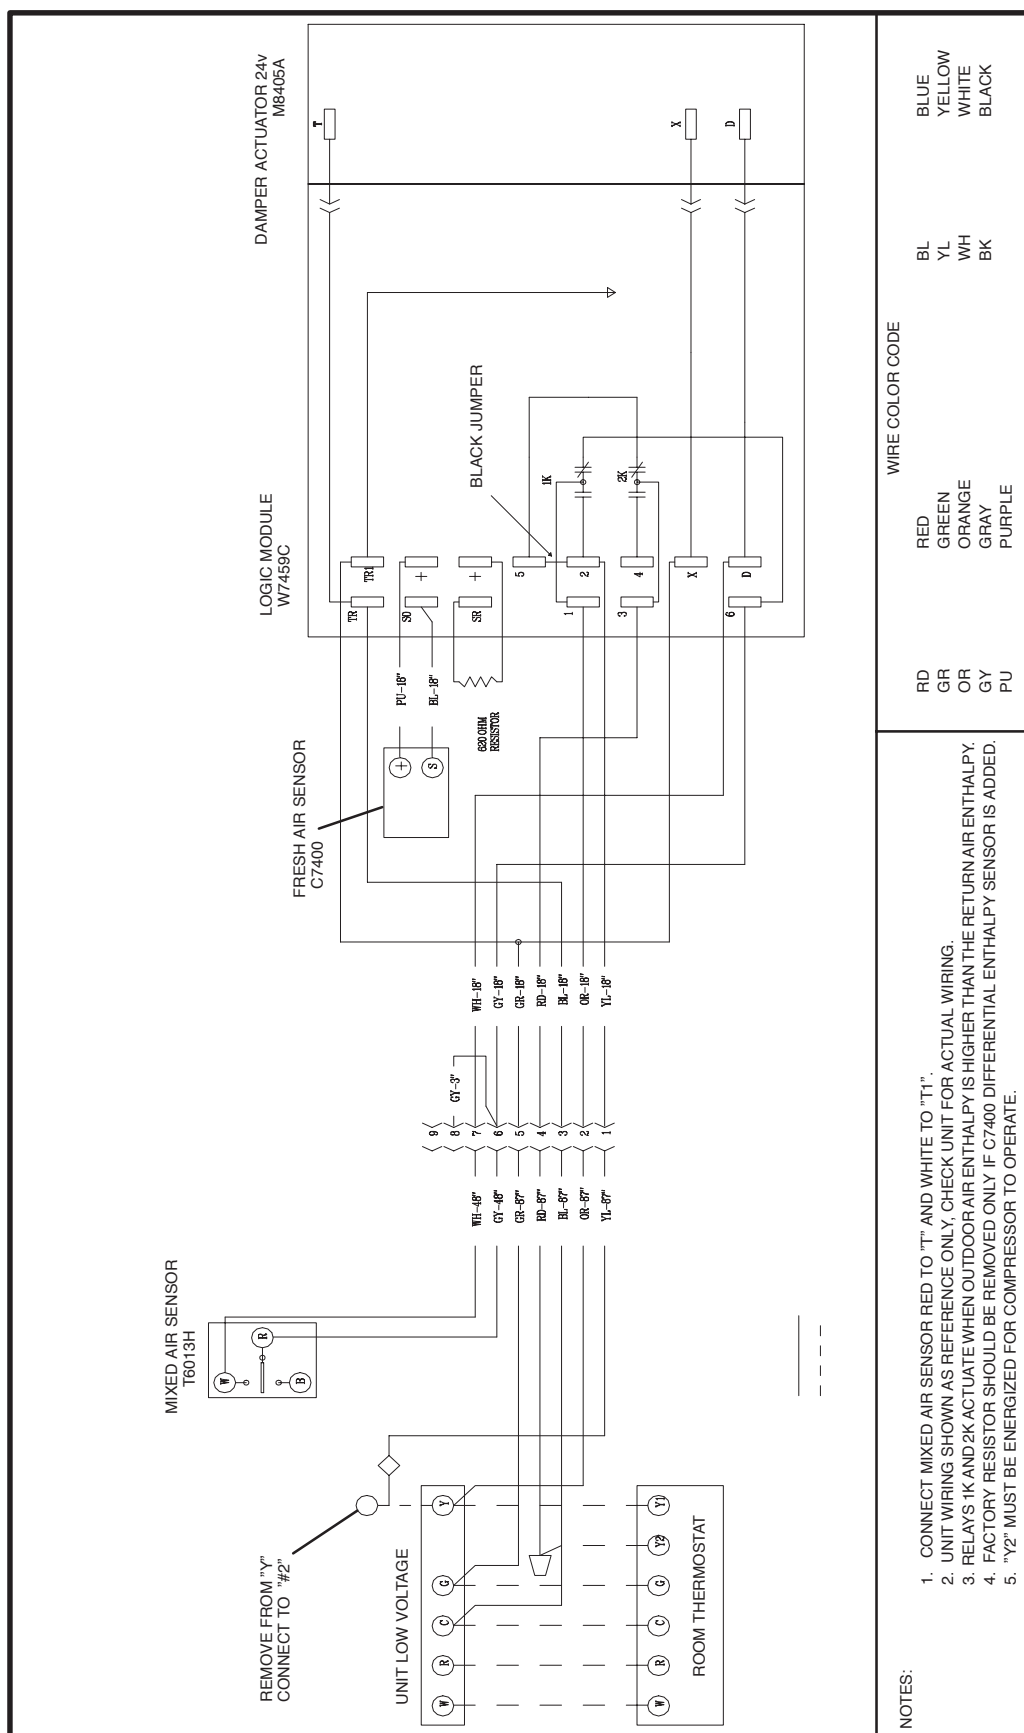 DAMPER ACTUATOR 24v
M8405A
T
X
D
LOGIC MODULE
W7459C
BLACK JUMPER
TR
TR1
SO
+
SR
+
5
1K
2K
1
2
3
4
X
6
D
PU-18"
BL-18"
620 OHM
RESISTOR
FRESH AIR SENSOR
C7400
+
S
WH-18"
GY-18"
GR-18"
RD-18"
BL-18"
OR-18"
YL-18"
GY-3"
9
8
7
6
5
4
3
2
1
WH-48"
GY-48"
GR-87"
RD-87"
BL-87"
OR-87"
YL-87"
MIXED AIR SENSOR
T6013H
W
R
B
REMOVE FROM "Y"
CONNECT TO "#2"
UNIT LOW VOLTAGE
W
R
C
G
Y
W
R
C
G
Y2
Y1
ROOM THERMOSTAT
NOTES:
1. CONNECT MIXED AIR SENSOR RED TO "T" AND WHITE TO "T1".
2. UNIT WIRING SHOWN AS REFERENCE ONLY, CHECK UNIT FOR ACTUAL WIRING.
3. RELAYS 1K AND 2K ACTUATE WHEN OUTDOOR AIR ENTHALPY IS HIGHER THAN THE RETURN AIR ENTHALPY.
4. FACTORY RESISTOR SHOULD BE REMOVED ONLY IF C7400 DIFFERENTIAL ENTHALPY SENSOR IS ADDED.
5. "Y2" MUST BE ENERGIZED FOR COMPRESSOR TO OPERATE.
WIRE COLOR CODE
RD RED BL BLUE
GR GREEN YL YELLOW
OR ORANGE WH WHITE
GY GRAY BK BLACK
PU PURPLE